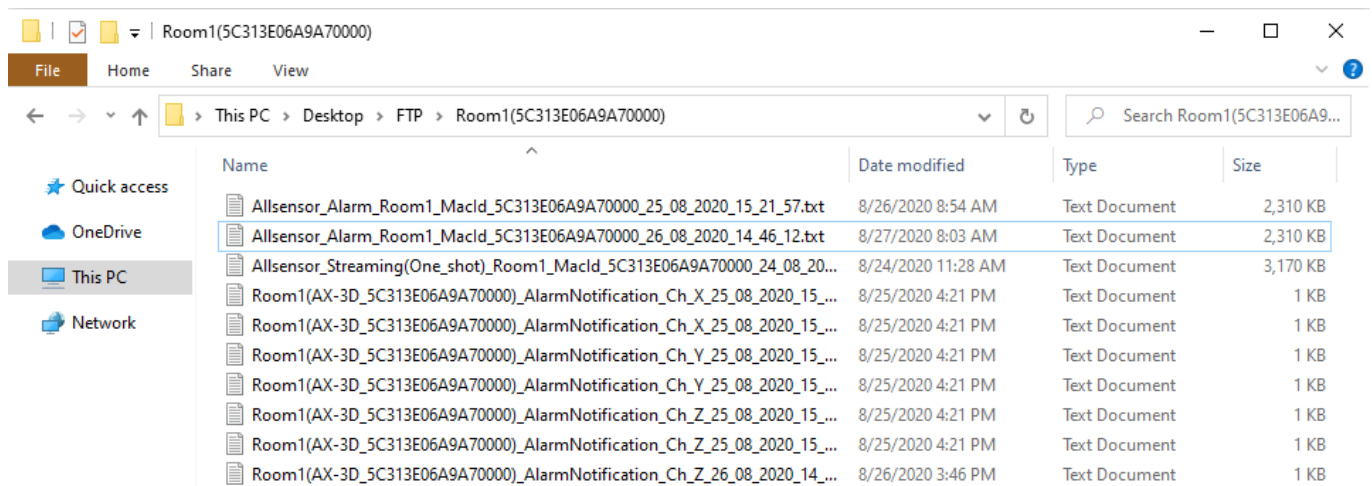 Room1(5C313E06A9A70000)
File Home Share View
This PC > Desktop > FTP > Room1(5C313E06A9A70000)
Search Room1(5C313E06A9...
Quick access
OneDrive
This PC
Network
Name Date modified Type Size
Allsensor_Alarm_Room1_MacId_5C313E06A9A70000_25_08_2020_15_21_57.txt 8/26/2020 8:54 AM Text Document 2,310 KB
Allsensor_Alarm_Room1_MacId_5C313E06A9A70000_26_08_2020_14_46_12.txt 8/27/2020 8:03 AM Text Document 2,310 KB
Allsensor_Streaming(One_shot)_Room1_MacId_5C313E06A9A70000_24_08_20... 8/24/2020 11:28 AM Text Document 3,170 KB
Room1(AX-3D_5C313E06A9A70000)_AlarmNotification_Ch_X_25_08_2020_15_... 8/25/2020 4:21 PM Text Document 1 KB
Room1(AX-3D_5C313E06A9A70000)_AlarmNotification_Ch_X_25_08_2020_15_... 8/25/2020 4:21 PM Text Document 1 KB
Room1(AX-3D_5C313E06A9A70000)_AlarmNotification_Ch_Y_25_08_2020_15_... 8/25/2020 4:21 PM Text Document 1 KB
Room1(AX-3D_5C313E06A9A70000)_AlarmNotification_Ch_Y_25_08_2020_15_... 8/25/2020 4:21 PM Text Document 1 KB
Room1(AX-3D_5C313E06A9A70000)_AlarmNotification_Ch_Z_25_08_2020_15_... 8/25/2020 4:21 PM Text Document 1 KB
Room1(AX-3D_5C313E06A9A70000)_AlarmNotification_Ch_Z_25_08_2020_15_... 8/25/2020 4:21 PM Text Document 1 KB
Room1(AX-3D_5C313E06A9A70000)_AlarmNotification_Ch_Z_26_08_2020_14_... 8/26/2020 3:46 PM Text Document 1 KB